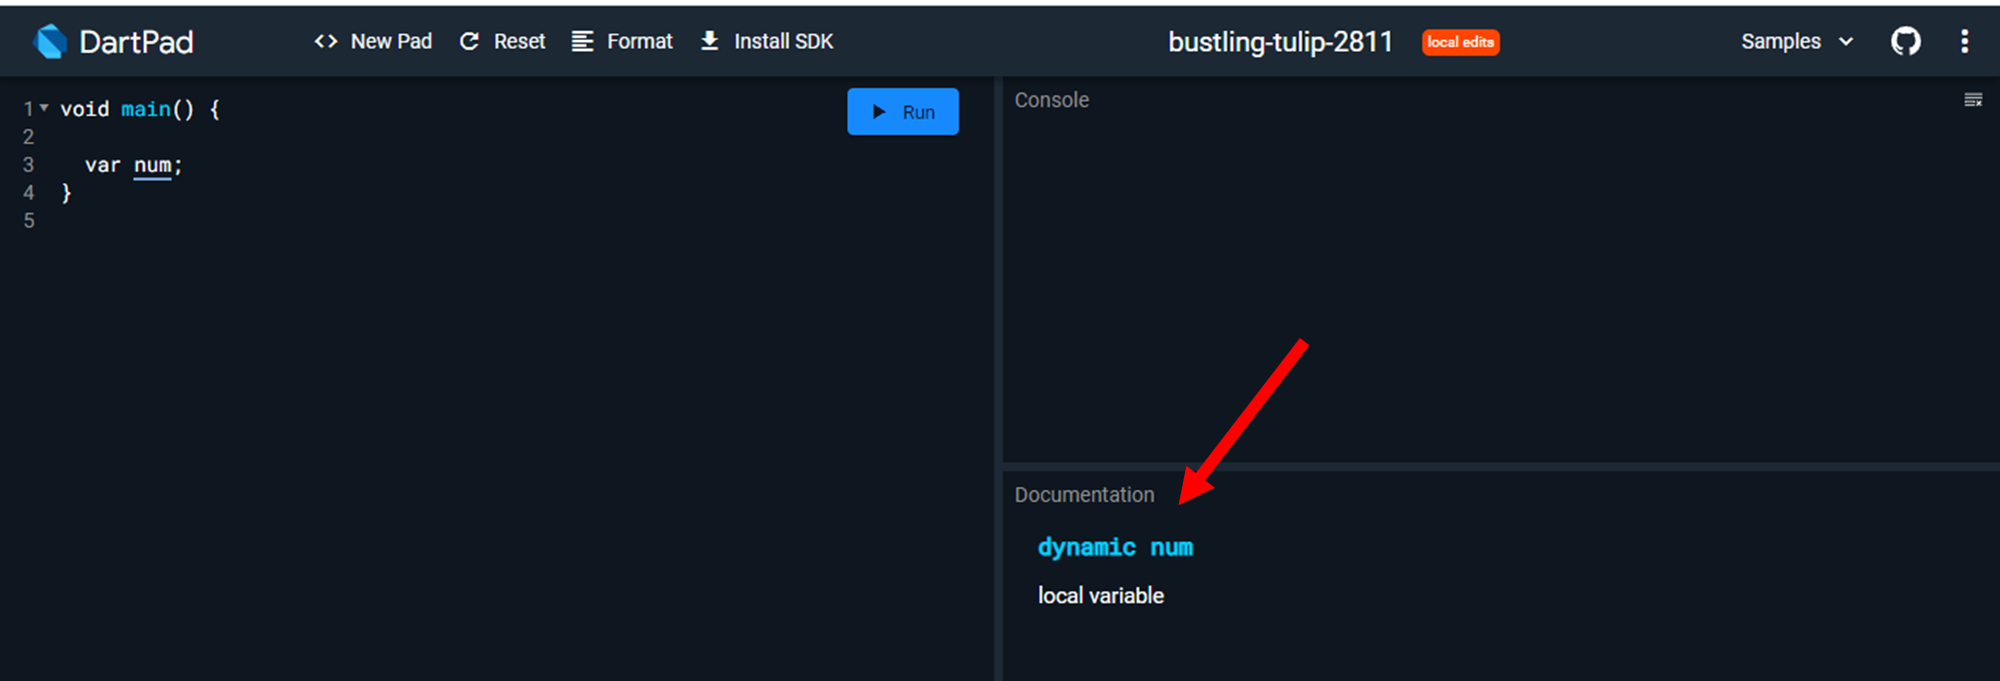 DartPad
<> New Pad
Reset
Format
Install SDK
bustling-tulip-2811
local edits
Samples
1 void main() {
2
3 var num;
4 }
5
Run
Console
Documentation
dynamic num
local variable